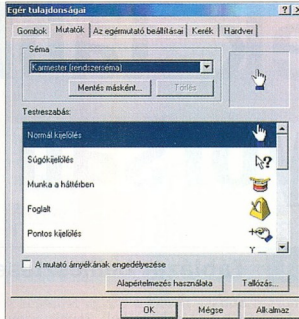 Egér tulajdonságai
Gombok Mutatók Az egérmutató beállításai Kerék Hardver
Séma
Karmester (rendszerséma)
Mentés másként... Törlés
Testreszabás:
Normál kijelölés
Súgókijelölés
Munka a háttérben
Foglalt
Pontos kijelölés
A mutató árnyékának engedélyezése
Alapértelmezés használata Tallózás...
OK Mégse Alkalmaz